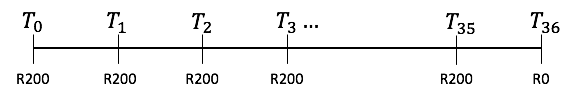 T₀ T₁ T₂ T₃ ... T₃₅ T₃₆
R200 R200 R200 R200 R200 R0